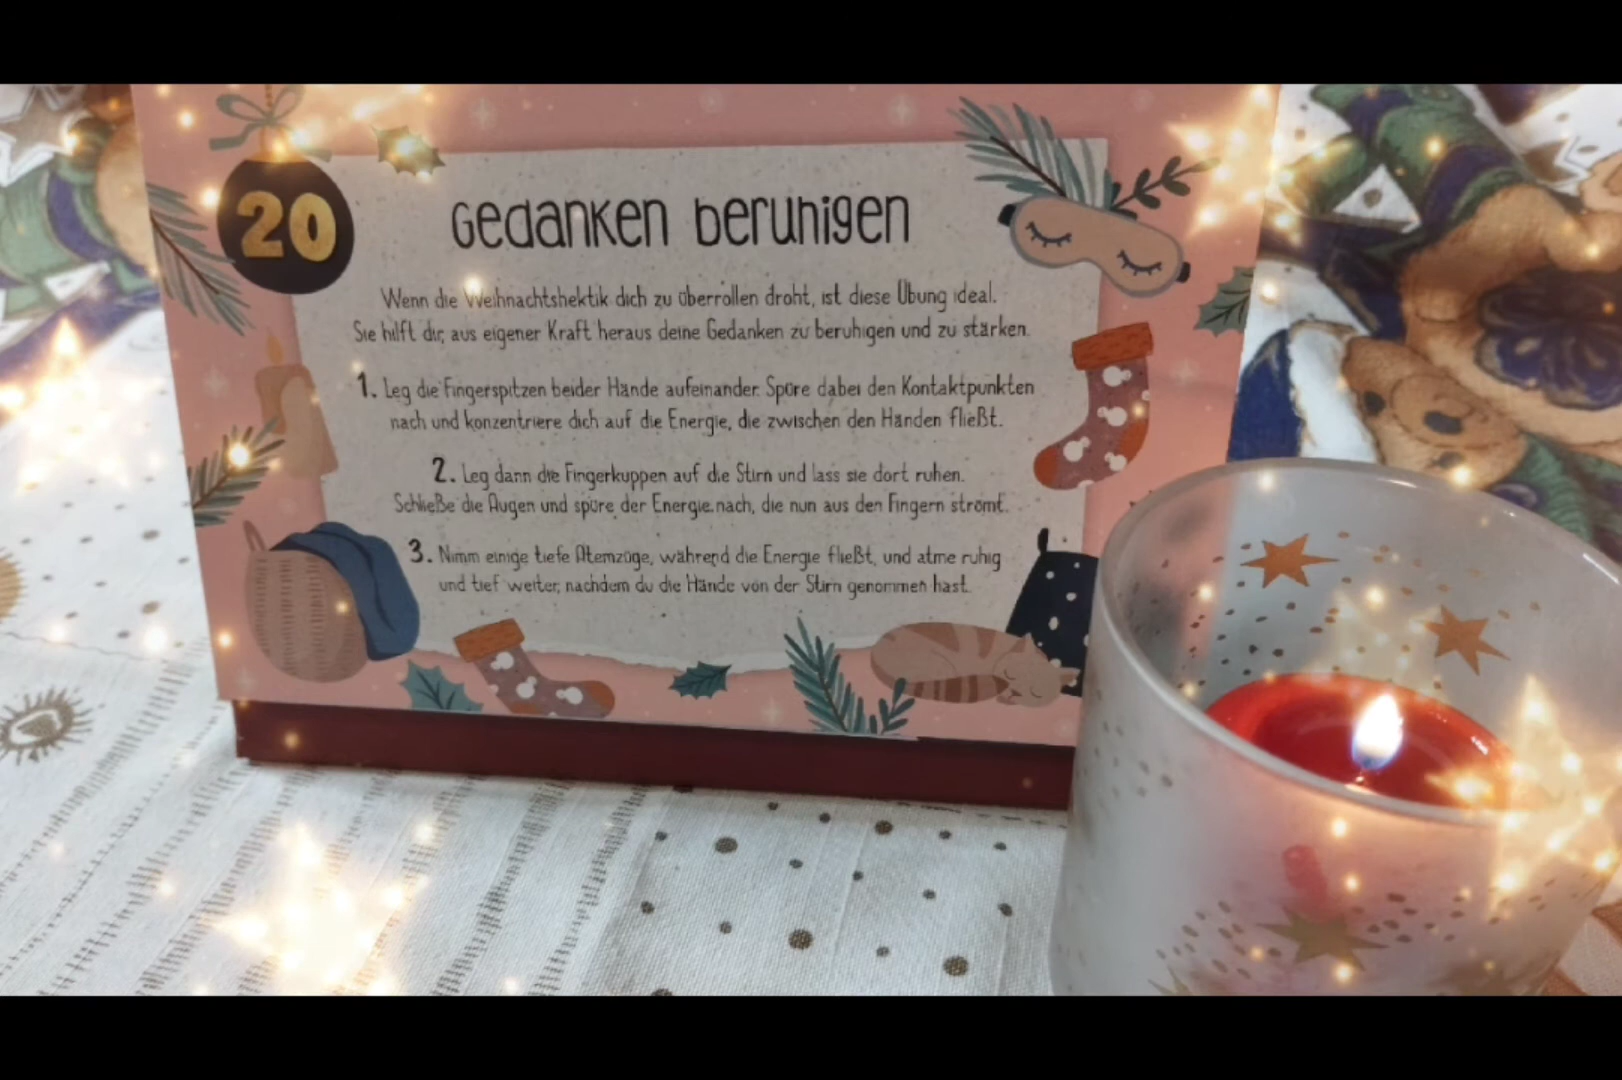 20
Gedanken beruhigen
Wenn die Weihnachtshektik dich zu überrollen droht, ist diese Übung ideal.
Sie hilft dir, aus eigener Kraft heraus deine Gedanken zu beruhigen und zu stärken.
1. Leg die Fingerspitzen beider Hände aufeinander. Spüre dabei den Kontaktpunkten
nach und konzentriere dich auf die Energie, die zwischen den Händen fließt.
2. Leg dann die Fingerkuppen auf die Stirn und lass sie dort ruhen.
Schließe die Augen und spüre der Energie nach, die nun aus den Fingern strömt.
3. Nimm einige tiefe Atemzüge, während die Energie fließt, und atme ruhig
und tief weiter, nachdem du die Hände von der Stirn genommen hast.